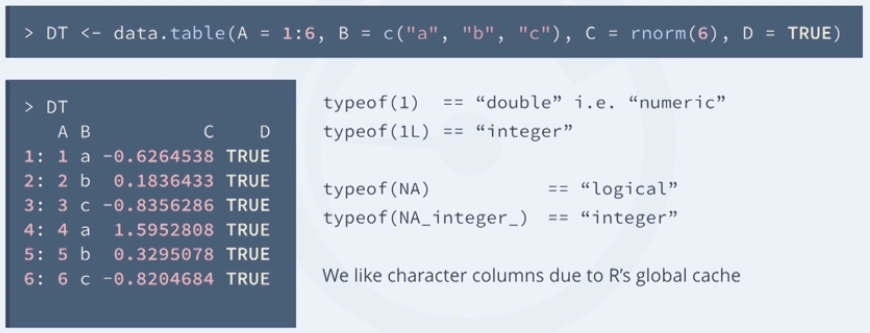 > DT <- data.table(A = 1:6, B = c("a", "b", "c"), C = rnorm(6), D = TRUE)
> DT
   A B          C    D
1: 1 a -0.6264538 TRUE
2: 2 b  0.1836433 TRUE
3: 3 c -0.8356286 TRUE
4: 4 a  1.5952808 TRUE
5: 5 b  0.3295078 TRUE
6: 6 c -0.8204684 TRUE
typeof(1)  == “double” i.e. “numeric”
typeof(1L) == “integer”
typeof(NA)          == “logical”
typeof(NA_integer_) == “integer”
We like character columns due to R’s global cache